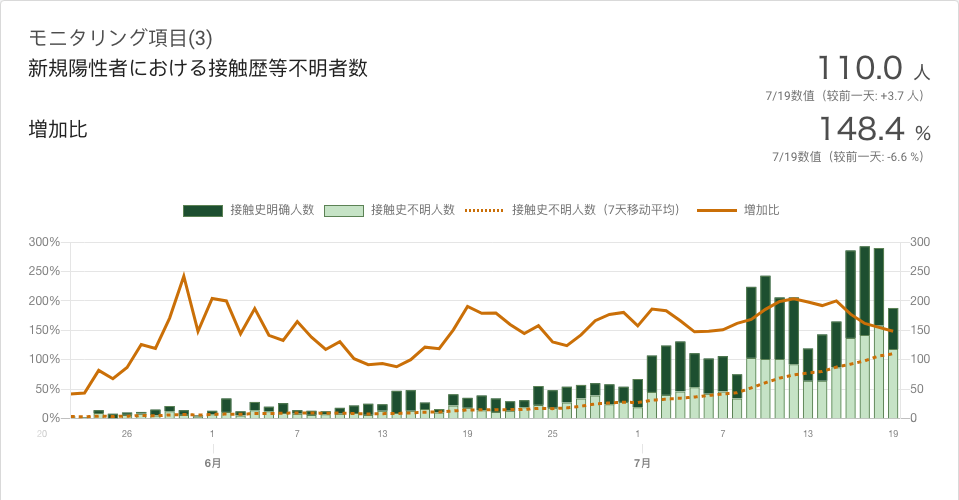 モニタリング項目(3)
新規陽性者における接触歴等不明者数
110.0 人
7/19数值（较前一天: +3.7 人）
増加比
148.4 %
7/19数值（较前一天: -6.6 %）
接触史明确人数 接触史不明人数 接触史不明人数（7天移动平均） 増加比
300% 300
250% 250
200% 200
150% 150
100% 100
50% 50
0% 0
20 26 1 7 13 19 25 1 7 13 19
6月 7月